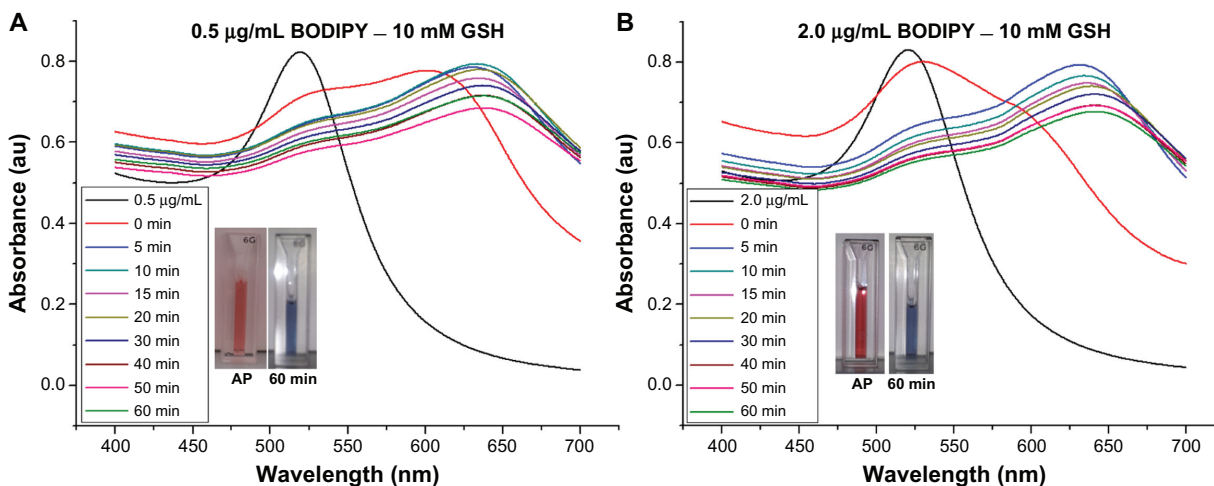 A
0.5 µg/mL BODIPY – 10 mM GSH
Absorbance (au)
0.8
0.6
0.4
0.2
0.0
0.5 µg/mL
0 min
5 min
10 min
15 min
20 min
30 min
40 min
50 min
60 min
6G
6G
AP 60 min
400 450 500 550 600 650 700
Wavelength (nm)
B
2.0 µg/mL BODIPY – 10 mM GSH
Absorbance (au)
0.8
0.6
0.4
0.2
0.0
2.0 µg/mL
0 min
5 min
10 min
15 min
20 min
30 min
40 min
50 min
60 min
6G
6G
AP 60 min
400 450 500 550 600 650 700
Wavelength (nm)